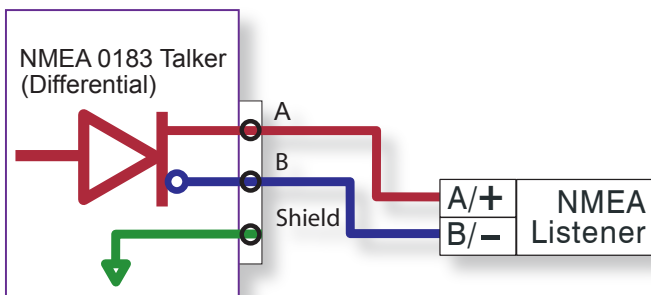 NMEA 0183 Talker
(Differential)
A
B
Shield
A/+
B/−
NMEA
Listener